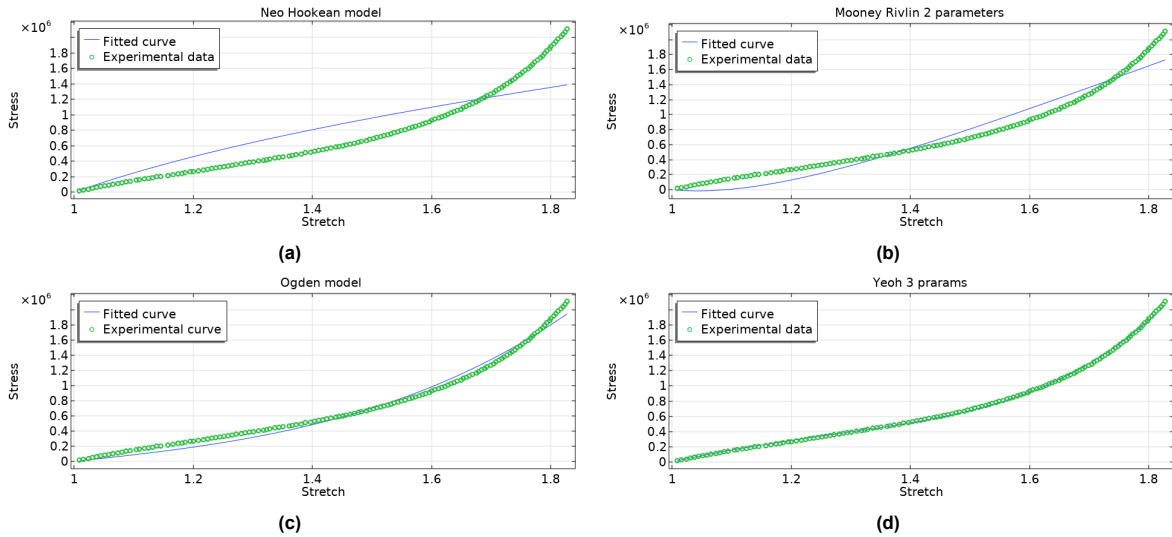 Neo Hookean model
×10⁶
Fitted curve
Experimental data
1.8
1.6
1.4
1.2
1
0.8
0.6
0.4
0.2
0
Stress
1 1.2 1.4 1.6 1.8
Stretch
(a)
Mooney Rivlin 2 parameters
×10⁶
Fitted curve
Experimental data
1.8
1.6
1.4
1.2
1
0.8
0.6
0.4
0.2
0
Stress
1 1.2 1.4 1.6 1.8
Stretch
(b)
Ogden model
×10⁶
Fitted curve
Experimental curve
1.8
1.6
1.4
1.2
1
0.8
0.6
0.4
0.2
0
Stress
1 1.2 1.4 1.6 1.8
Stretch
(c)
Yeoh 3 prarams
×10⁶
Fitted curve
Experimental data
1.8
1.6
1.4
1.2
1
0.8
0.6
0.4
0.2
0
Stress
1 1.2 1.4 1.6 1.8
Stretch
(d)